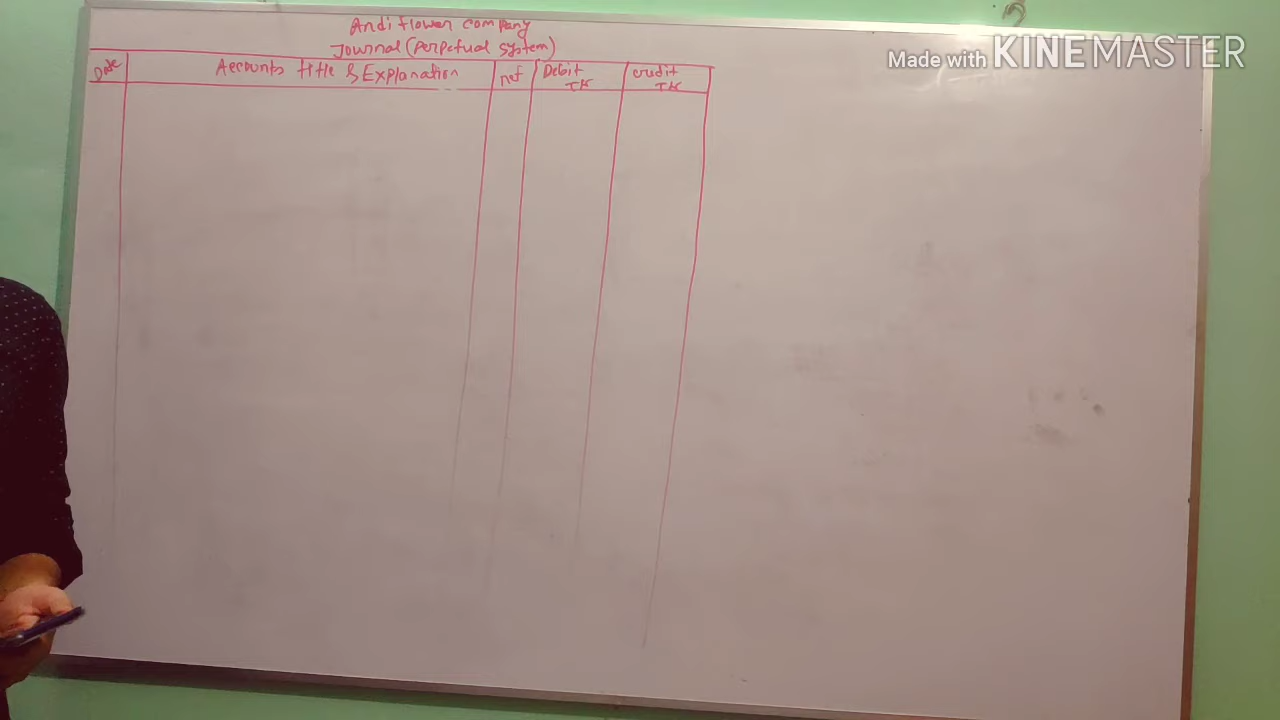 Andi flower company
Journal (perpetual system)
Date
Accounts title & Explanation
ref
Debit
TK
credit
TK
Made with KINEMASTER